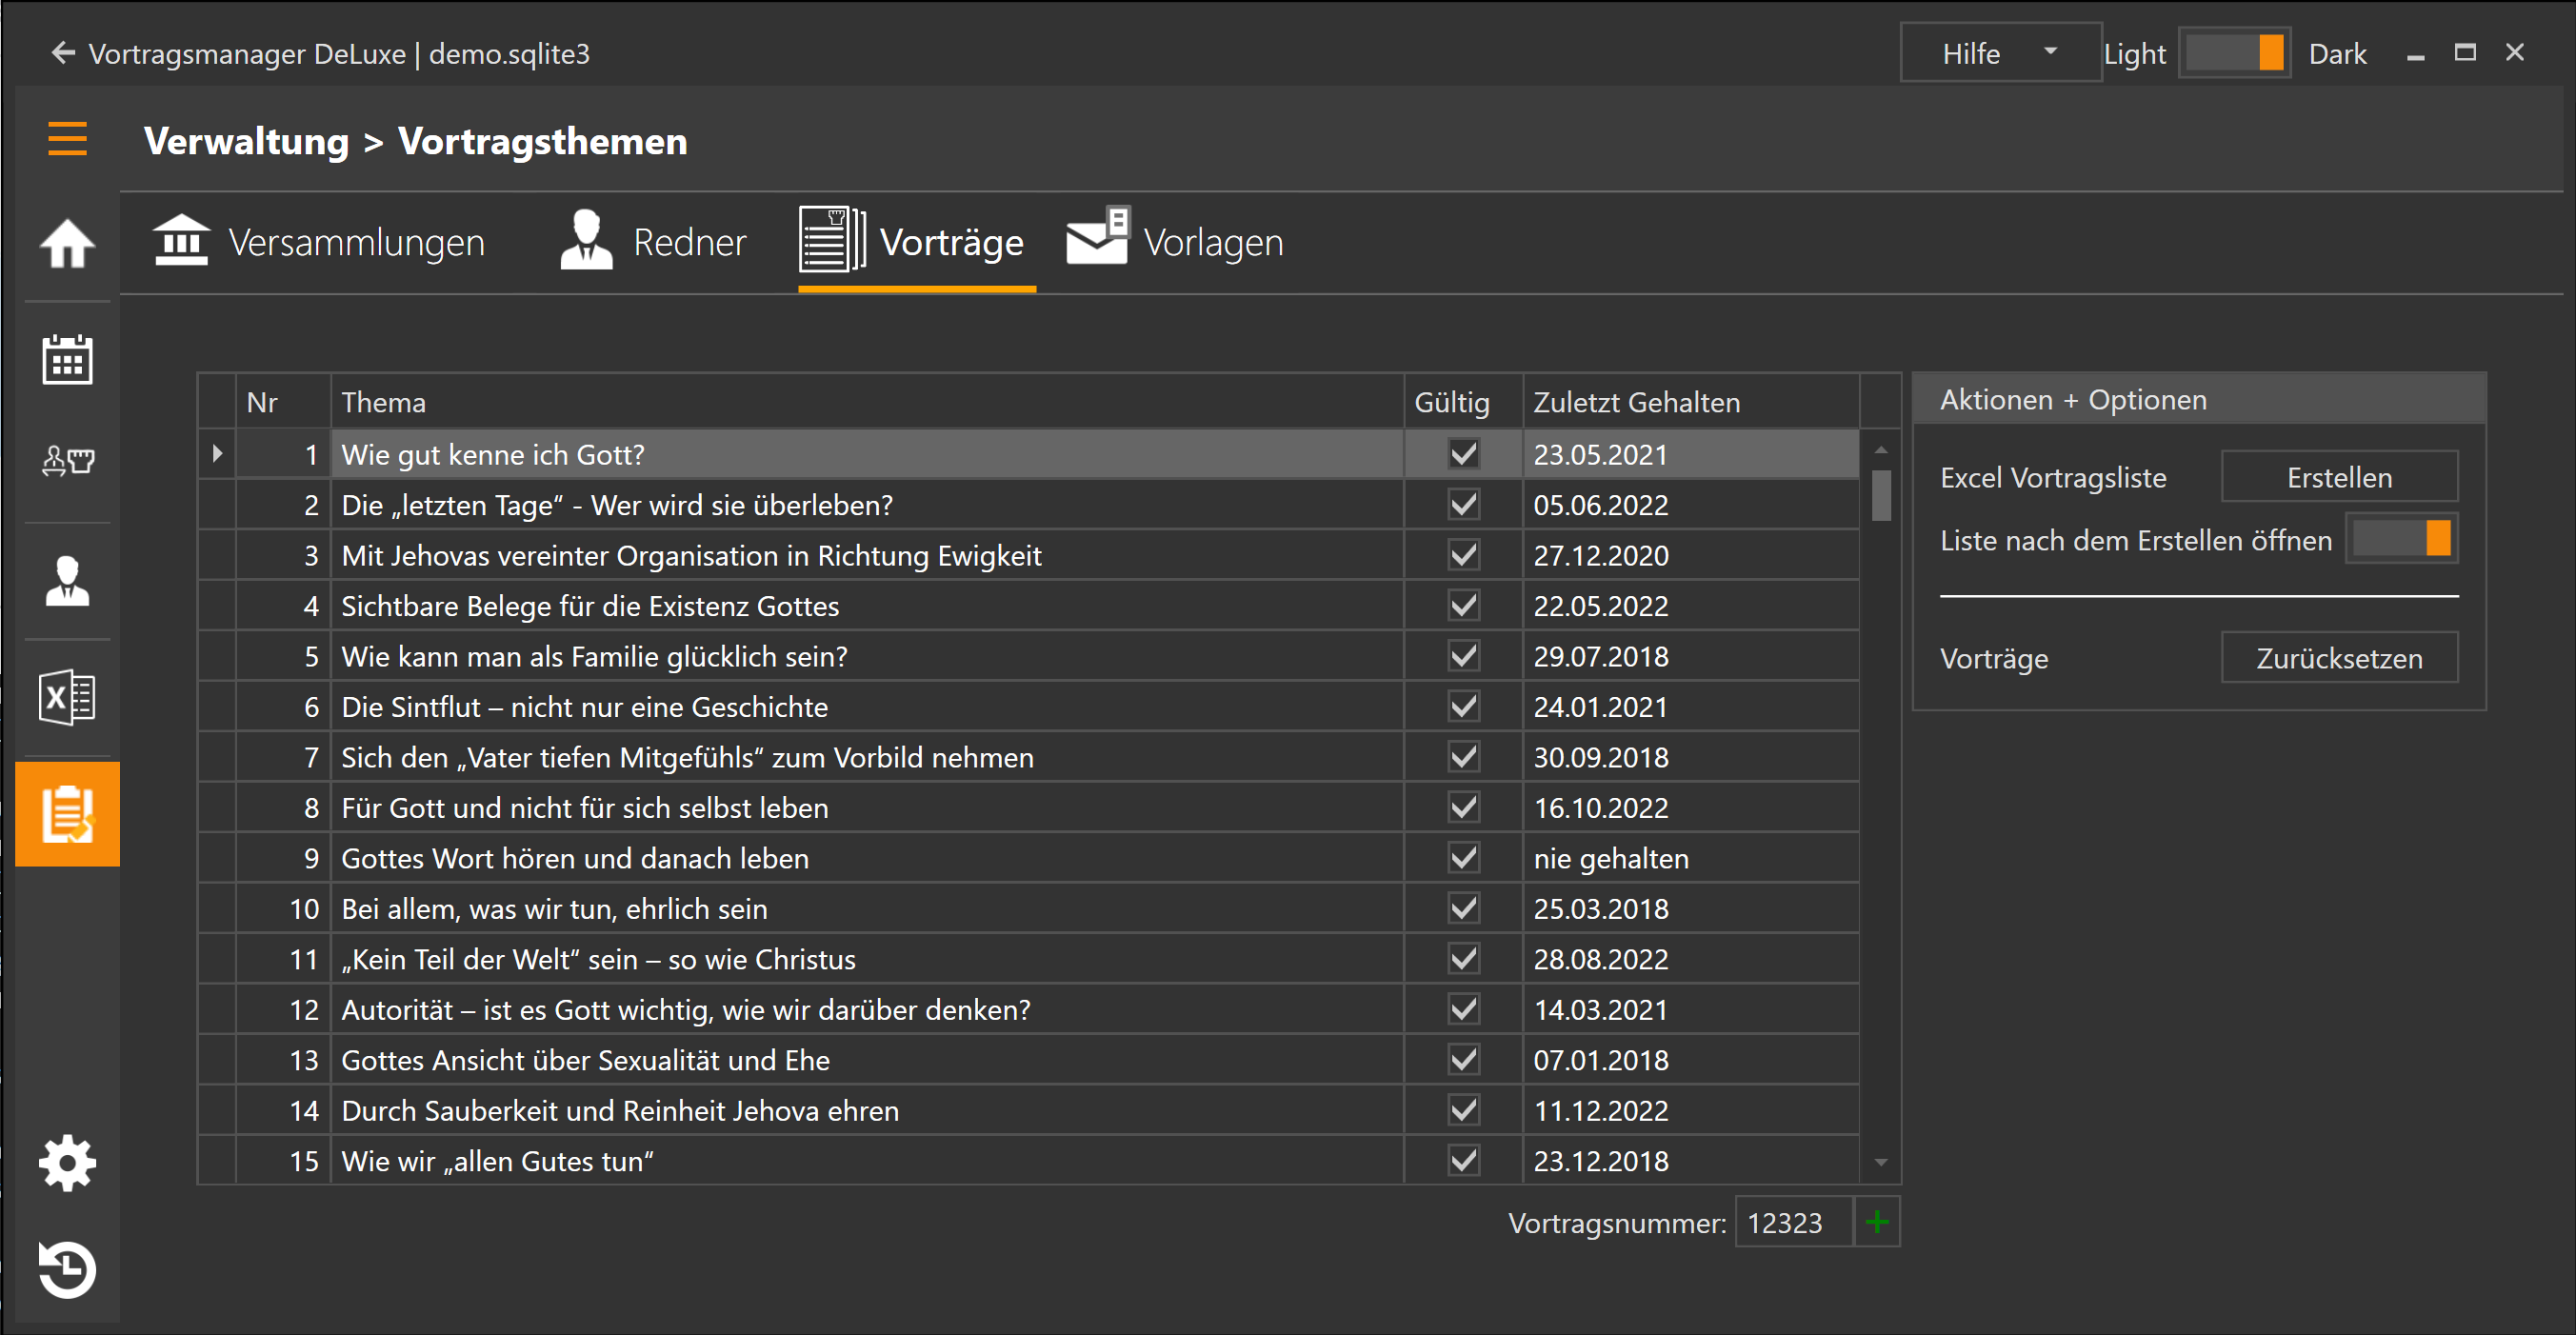 Vortragsmanager DeLuxe | demo.sqlite3
Hilfe
Light
Dark
Verwaltung > Vortragsthemen
Versammlungen
Redner
Vorträge
Vorlagen
Nr Thema Gültig Zuletzt Gehalten
1 Wie gut kenne ich Gott? 23.05.2021
2 Die „letzten Tage“ - Wer wird sie überleben? 05.06.2022
3 Mit Jehovas vereinter Organisation in Richtung Ewigkeit 27.12.2020
4 Sichtbare Belege für die Existenz Gottes 22.05.2022
5 Wie kann man als Familie glücklich sein? 29.07.2018
6 Die Sintflut – nicht nur eine Geschichte 24.01.2021
7 Sich den „Vater tiefen Mitgefühls“ zum Vorbild nehmen 30.09.2018
8 Für Gott und nicht für sich selbst leben 16.10.2022
9 Gottes Wort hören und danach leben nie gehalten
10 Bei allem, was wir tun, ehrlich sein 25.03.2018
11 „Kein Teil der Welt“ sein – so wie Christus 28.08.2022
12 Autorität – ist es Gott wichtig, wie wir darüber denken? 14.03.2021
13 Gottes Ansicht über Sexualität und Ehe 07.01.2018
14 Durch Sauberkeit und Reinheit Jehova ehren 11.12.2022
15 Wie wir „allen Gutes tun“ 23.12.2018
Vortragsnummer: 12323 +
Aktionen + Optionen
Excel Vortragsliste Erstellen
Liste nach dem Erstellen öffnen
Vorträge Zurücksetzen